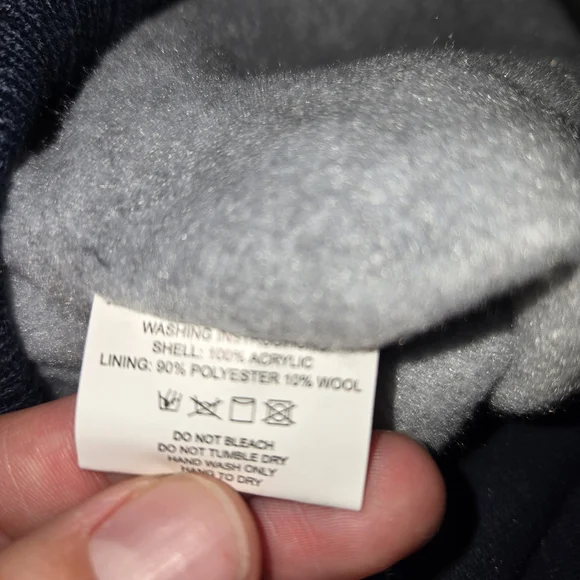 WASHING
SHELL: 100% ACRYLIC
LINING: 90% POLYESTER 10% WOOL
DO NOT BLEACH
DO NOT TUMBLE DRY
HAND WASH ONLY
HANG TO DRY